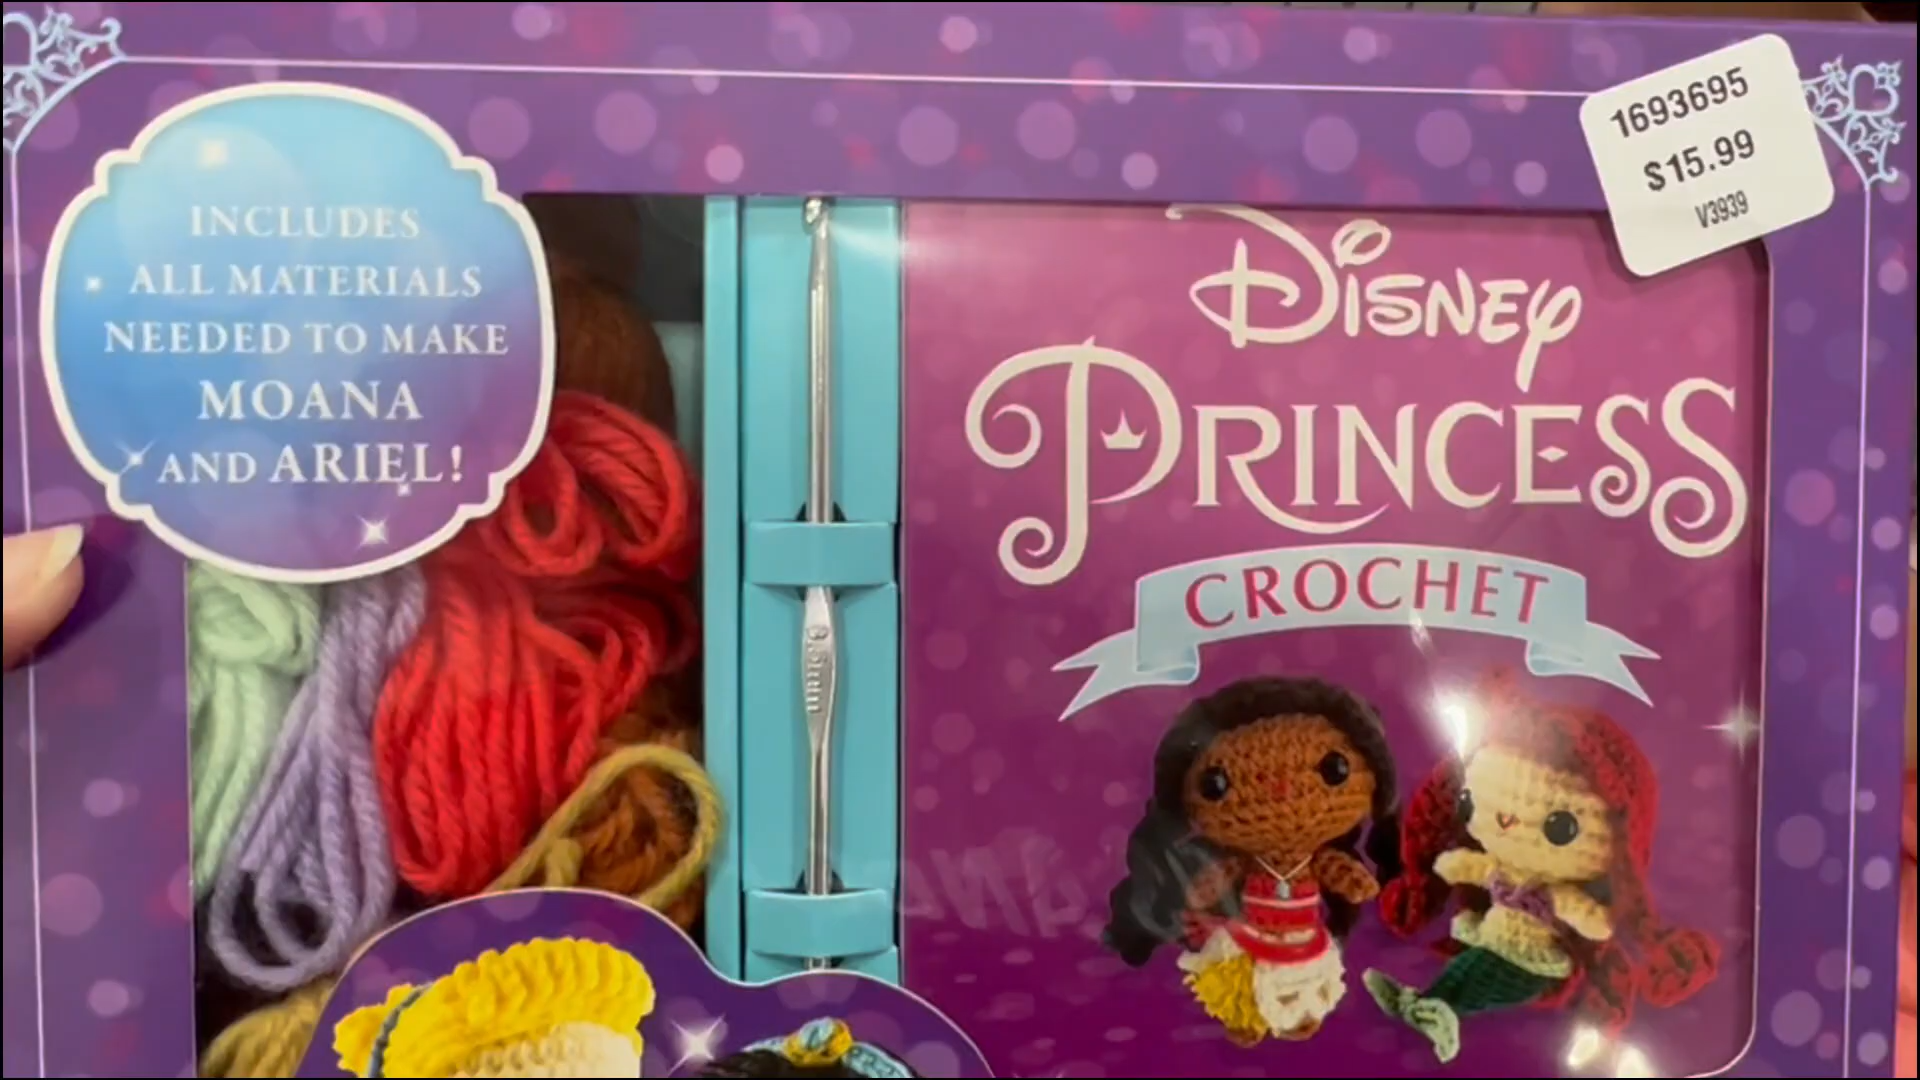 INCLUDES
ALL MATERIALS
NEEDED TO MAKE
MOANA
AND ARIEL!
1693695
$15.99
V3939
DISNEY
PRINCESS
CROCHET